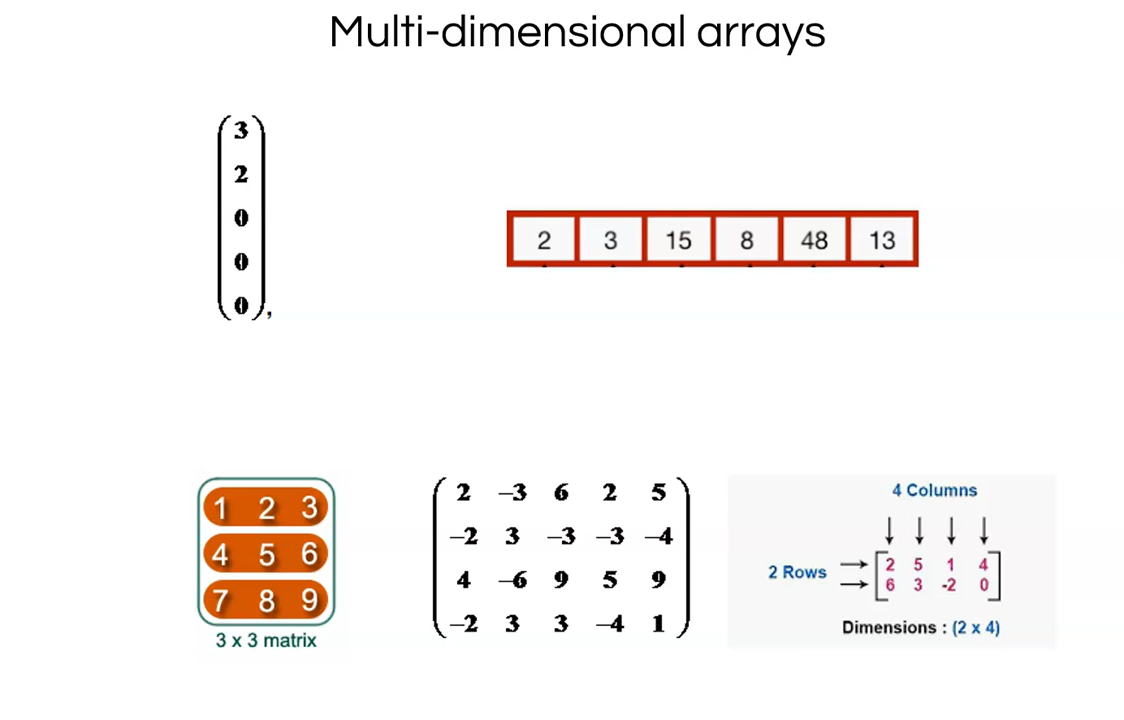 Multi-dimensional arrays
3
2
0
0
0,
2 3 15 8 48 13
1 2 3
4 5 6
7 8 9
3 x 3 matrix
2 −3 6 2 5
−2 3 −3 −3 −4
4 −6 9 5 9
−2 3 3 −4 1
4 Columns
2 Rows
2 5 1 4
6 3 -2 0
Dimensions : (2 x 4)